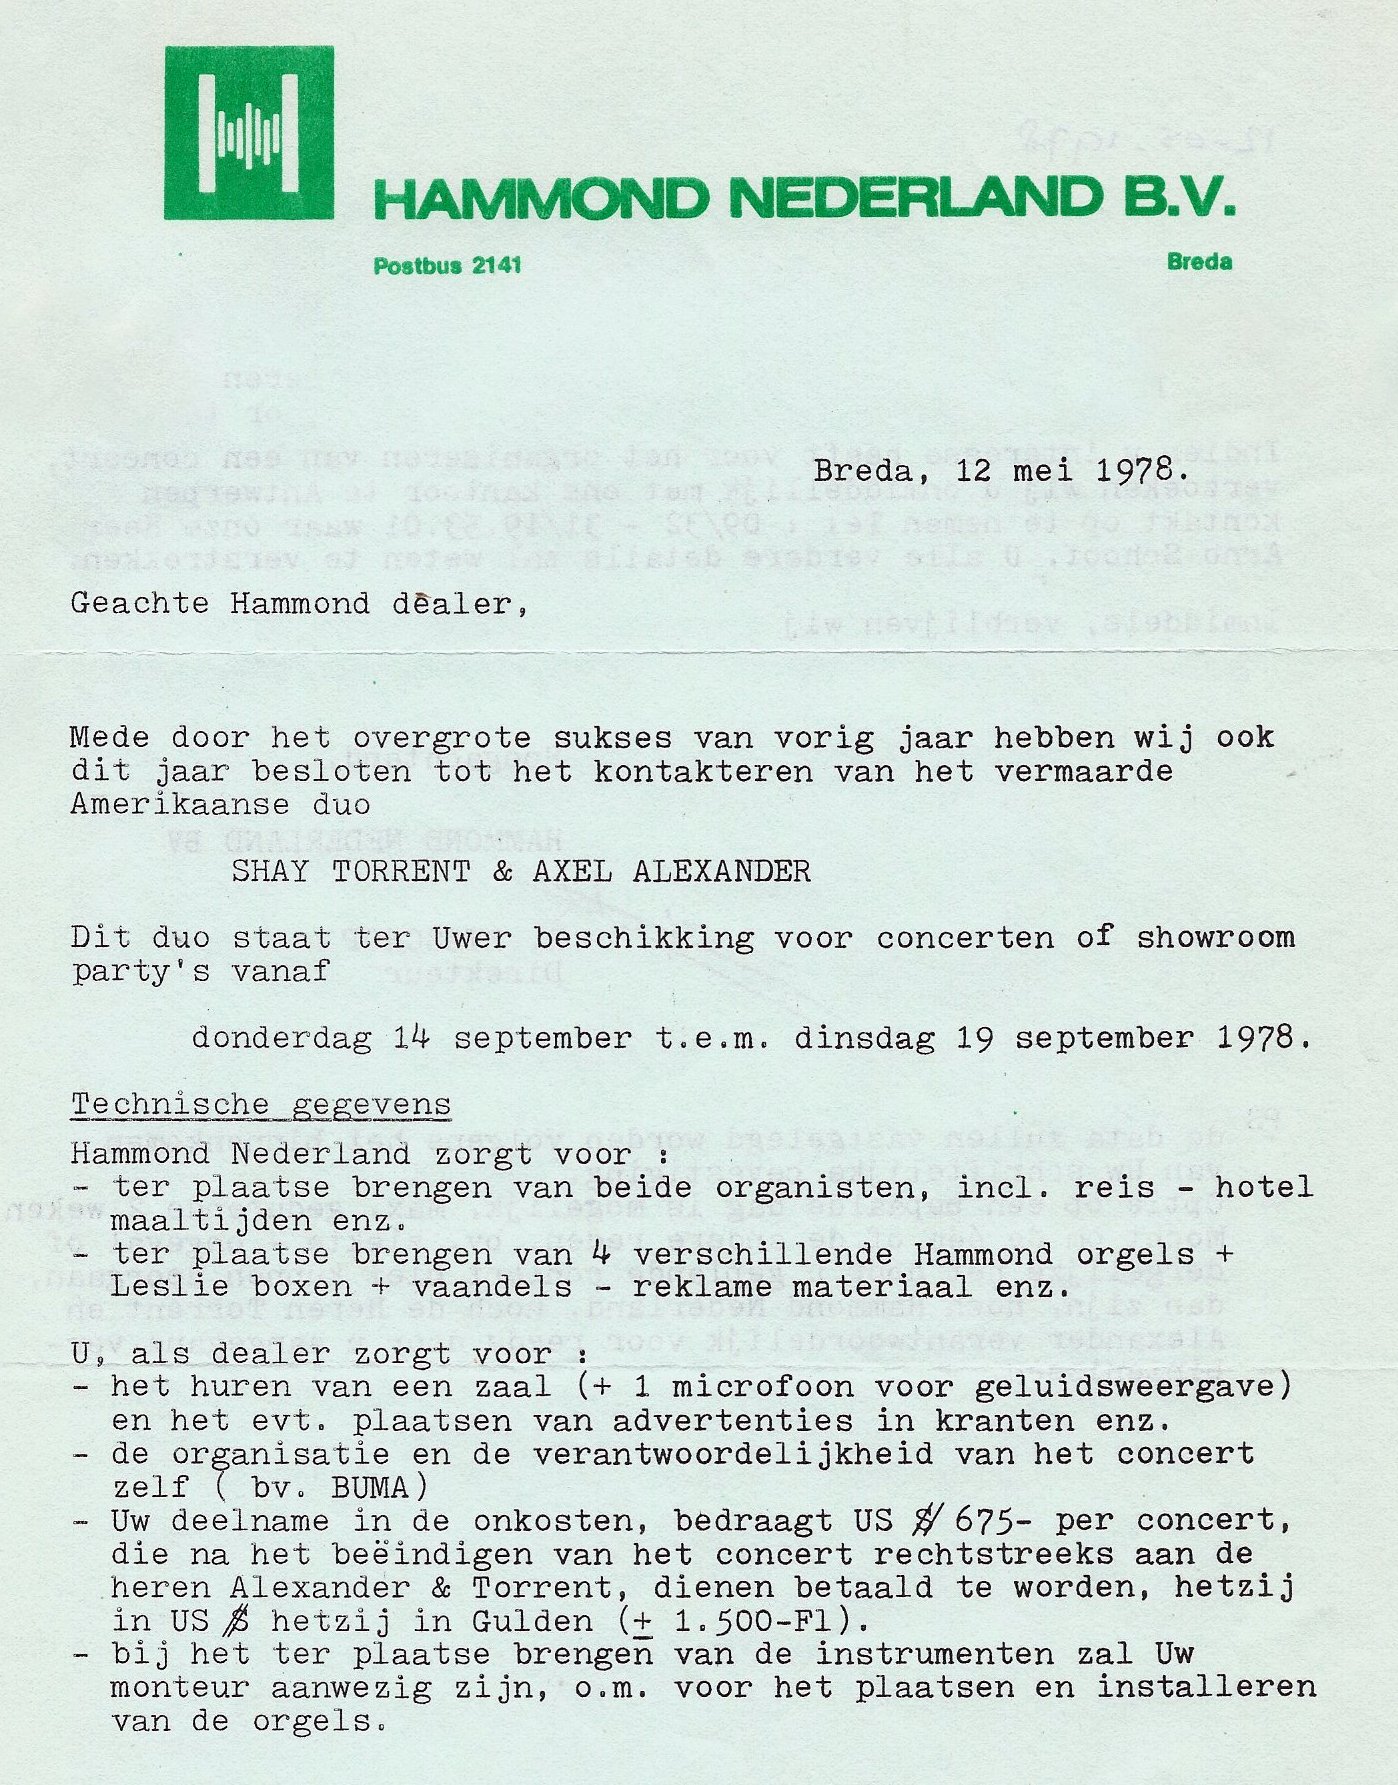 HAMMOND NEDERLAND B.V.
Postbus 2141 Breda
Breda, 12 mei 1978.
Geachte Hammond dealer,
Mede door het overgrote sukses van vorig jaar hebben wij ook
dit jaar besloten tot het kontakteren van het vermaarde
Amerikaanse duo
SHAY TORRENT & AXEL ALEXANDER
Dit duo staat ter Uwer beschikking voor concerten of showroom
party's vanaf
donderdag 14 september t.e.m. dinsdag 19 september 1978.
Technische gegevens
Hammond Nederland zorgt voor :
- ter plaatse brengen van beide organisten, incl. reis - hotel
maaltijden enz.
- ter plaatse brengen van 4 verschillende Hammond orgels +
Leslie boxen + vaandels - reklame materiaal enz.
U, als dealer zorgt voor :
- het huren van een zaal (+ 1 microfoon voor geluidsweergave)
en het evt. plaatsen van advertenties in kranten enz.
- de organisatie en de verantwoordelijkheid van het concert
zelf ( bv. BUMA)
- Uw deelname in de onkosten, bedraagt US $ 675- per concert,
die na het beëindigen van het concert rechtstreeks aan de
heren Alexander & Torrent, dienen betaald te worden, hetzij
in US $ hetzij in Gulden (± 1.500-Fl).
- bij het ter plaatse brengen van de instrumenten zal Uw
monteur aanwezig zijn, o.m. voor het plaatsen en installeren
van de orgels.